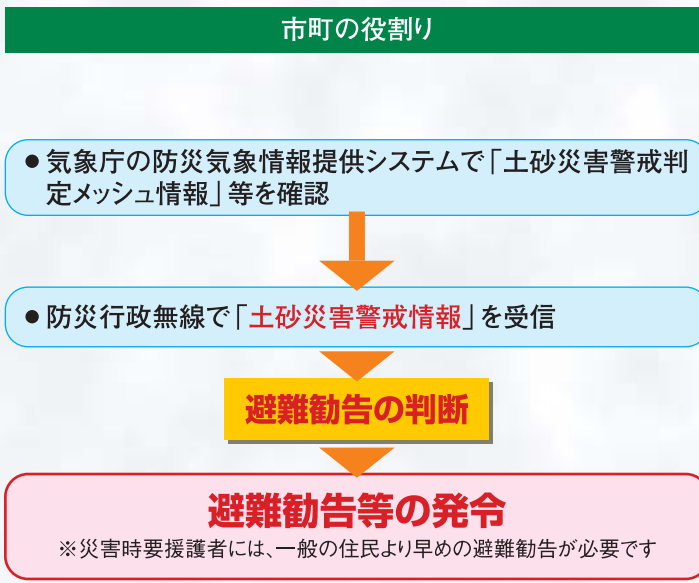 市町の役割り
● 気象庁の防災気象情報提供システムで「土砂災害警戒判
定メッシュ情報」等を確認
● 防災行政無線で「土砂災害警戒情報」を受信
避難勧告の判断
避難勧告等の発令
※災害時要援護者には、一般の住民より早めの避難勧告が必要です